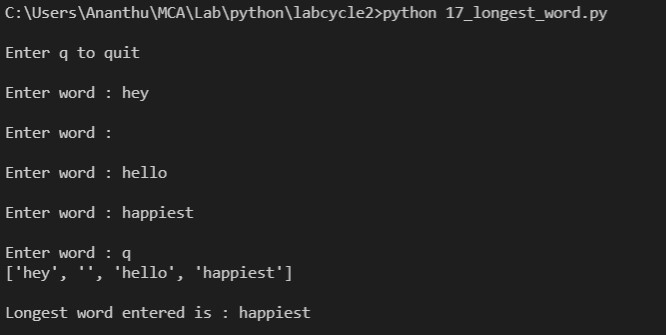 C:\Users\Ananthu\MCA\Lab\python\labcycle2>python 17_longest_word.py
Enter q to quit
Enter word : hey
Enter word :
Enter word : hello
Enter word : happiest
Enter word : q
['hey', '', 'hello', 'happiest']
Longest word entered is : happiest